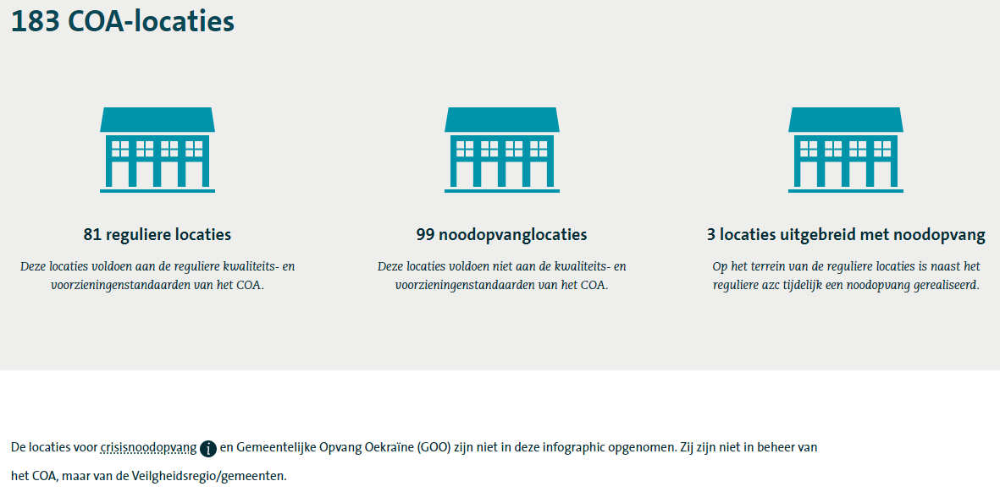 183 COA-locaties
81 reguliere locaties
Deze locaties voldoen aan de reguliere kwaliteits- en
voorzieningenstandaarden van het COA.
99 noodopvanglocaties
Deze locaties voldoen niet aan de kwaliteits- en
voorzieningenstandaarden van het COA.
3 locaties uitgebreid met noodopvang
Op het terrein van de reguliere locaties is naast het
reguliere azc tijdelijk een noodopvang gerealiseerd.
De locaties voor crisisnoodopvang i en Gemeentelijke Opvang Oekraïne (GOO) zijn niet in deze infographic opgenomen. Zij zijn niet in beheer van
het COA, maar van de Veilgheidsregio/gemeenten.